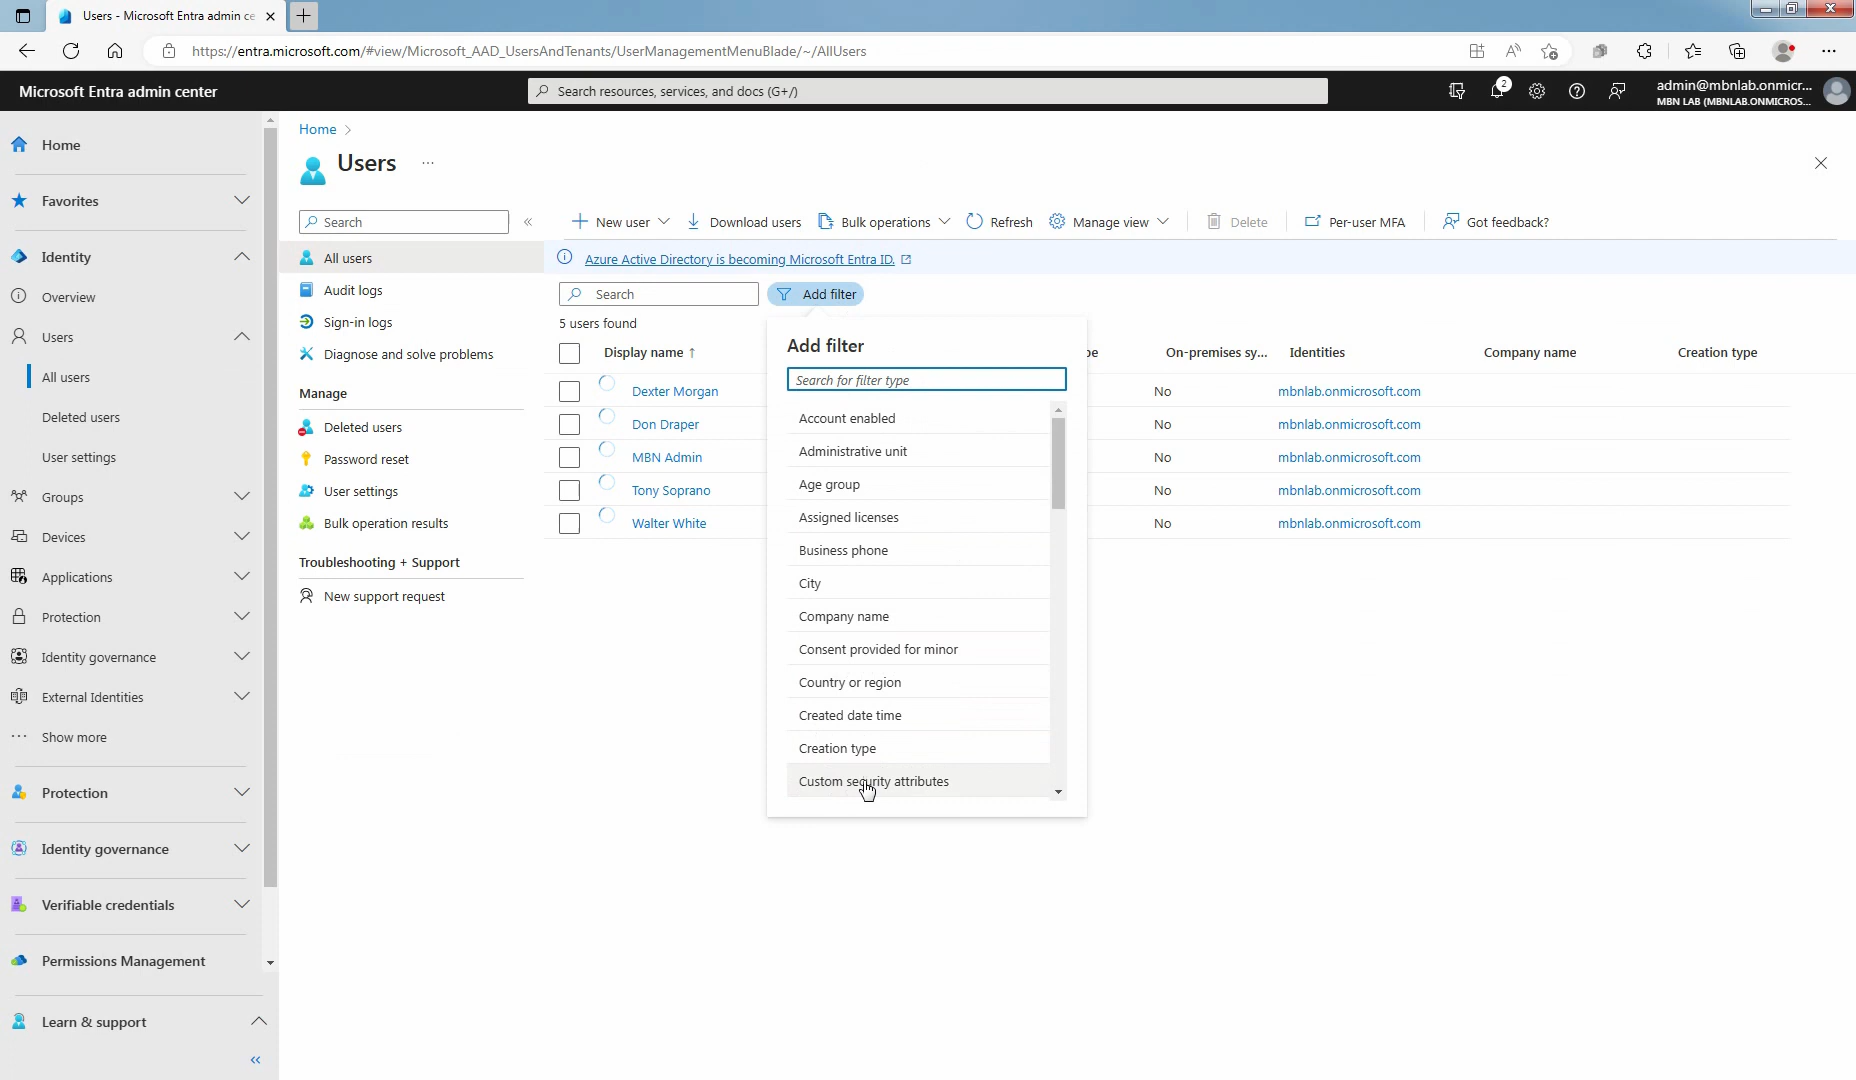 Users - Microsoft Entra admin ce
https://entra.microsoft.com/#view/Microsoft_AAD_UsersAndTenants/UserManagementMenuBlade/~/AllUsers
Microsoft Entra admin center
Search resources, services, and docs (G+/)
2
admin@mbnlab.onmicr...
MBN LAB (MBNLAB.ONMICROS...
Home
Favorites
Identity
Overview
Users
All users
Deleted users
User settings
Groups
Devices
Applications
Protection
Identity governance
External Identities
Show more
Protection
Identity governance
Verifiable credentials
Permissions Management
Learn & support
Home
Users
Search
All users
Audit logs
Sign-in logs
Diagnose and solve problems
Manage
Deleted users
Password reset
User settings
Bulk operation results
Troubleshooting + Support
New support request
New user
Download users
Bulk operations
Refresh
Manage view
Delete
Per-user MFA
Got feedback?
Azure Active Directory is becoming Microsoft Entra ID.
Search
Add filter
5 users found
Display name
On-premises sy...
Identities
Company name
Creation type
Dexter Morgan No mbnlab.onmicrosoft.com
Don Draper No mbnlab.onmicrosoft.com
MBN Admin No mbnlab.onmicrosoft.com
Tony Soprano No mbnlab.onmicrosoft.com
Walter White No mbnlab.onmicrosoft.com
Add filter
Search for filter type
Account enabled
Administrative unit
Age group
Assigned licenses
Business phone
City
Company name
Consent provided for minor
Country or region
Created date time
Creation type
Custom security attributes